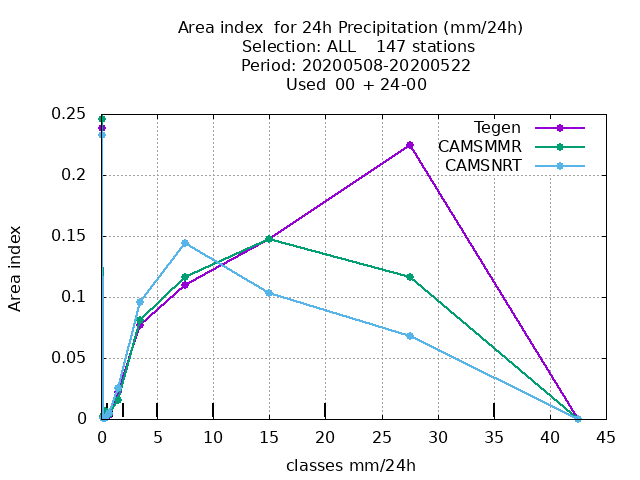 Area index  for 24h Precipitation (mm/24h)
Selection: ALL    147 stations
Period: 20200508-20200522
Used  00 + 24-00
0.25
0.2
0.15
0.1
0.05
0
Area index
Tegen
CAMSMMR
CAMSNRT
0 5 10 15 20 25 30 35 40 45
classes mm/24h